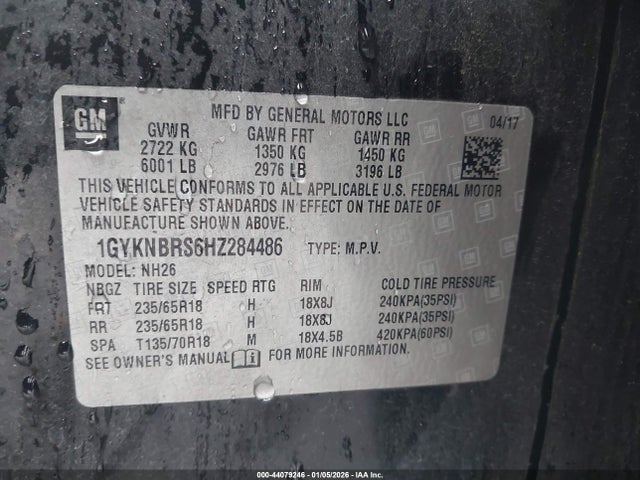 GM
MFD BY GENERAL MOTORS LLC
04/17
GVWR GAWR FRT GAWR RR
2722 KG 1350 KG 1450 KG
6001 LB 2976 LB 3196 LB
THIS VEHICLE CONFORMS TO ALL APPLICABLE U.S. FEDERAL MOTOR
VEHICLE SAFETY STANDARDS IN EFFECT ON THE DATE OF
MANUFACTURE SHOWN ABOVE.
1GYKNBRS6HZ284486 TYPE: M.P.V.
MODEL: NH26
NBGZ TIRE SIZE SPEED RTG RIM COLD TIRE PRESSURE
FRT 235/65R18 H 18X8J 240KPA(35PSI)
RR 235/65R18 H 18X8J 240KPA(35PSI)
SPA T135/70R18 M 18X4.5B 420KPA(60PSI)
SEE OWNER'S MANUAL FOR MORE INFORMATION.
000-44079246 - 01/05/2026 - IAA Inc.